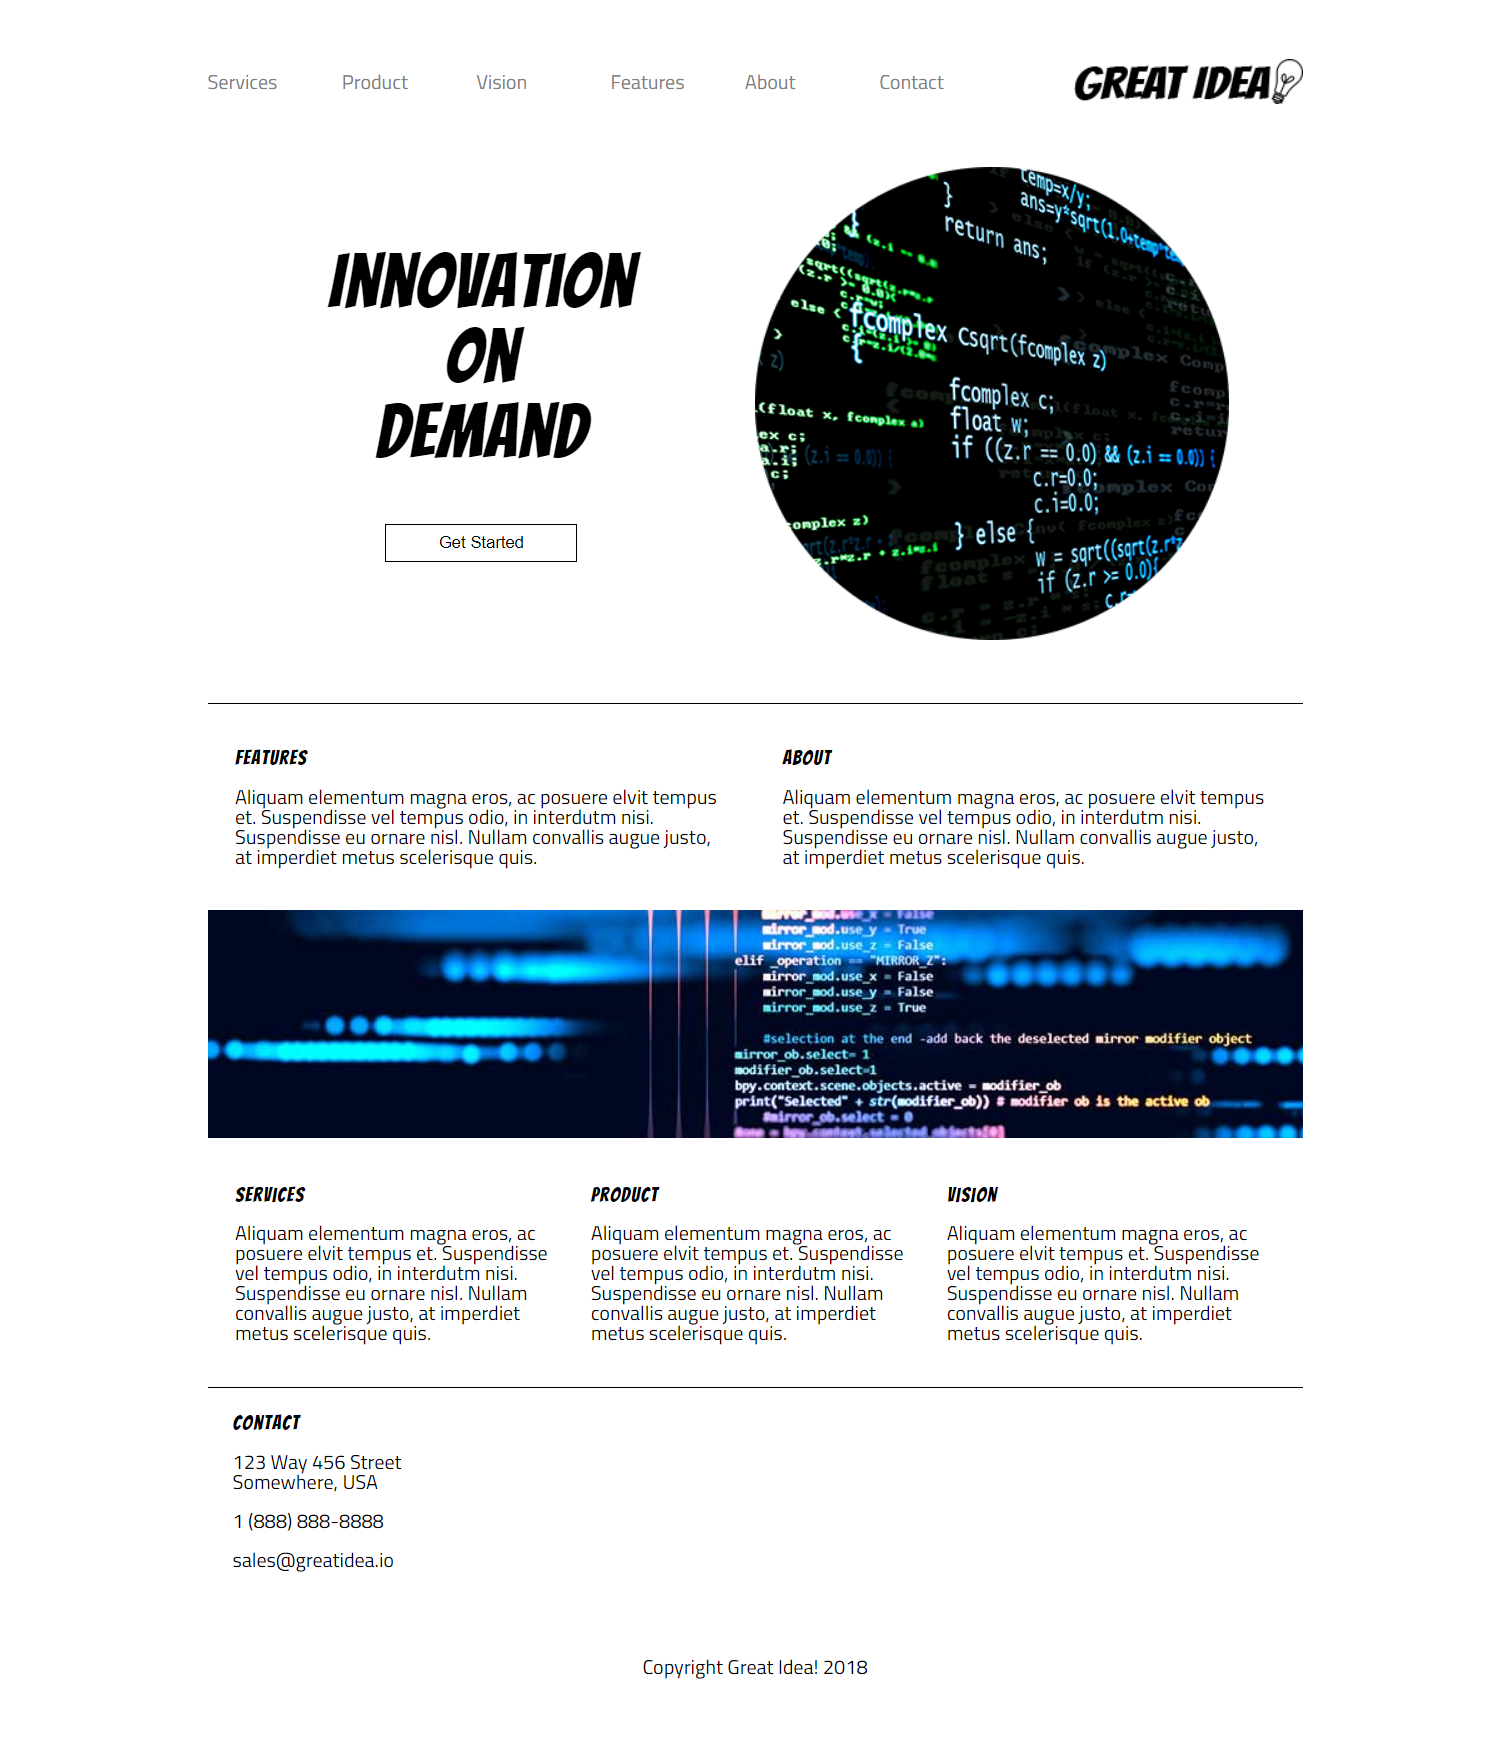 Services Product Vision Features About Contact GREAT IDEA
INNOVATION
ON
DEMAND
Get Started
temp=x/y;
ans=y*sqrt(1.0+temp*te
}
return ans;
fcomplex Csqrt(fcomplex z)
{
fcomplex c;
float w;
if ((z.r == 0.0) && (z.i == 0.0)) {
c.r=0.0;
c.i=0.0;
} else {
w = sqrt((sqrt(z.r*z
if (z.r >= 0.0){
else {
(float x, fcomplex a)
complex z)
FEATURES
Aliquam elementum magna eros, ac posuere elvit tempus
et. Suspendisse vel tempus odio, in interdutm nisi.
Suspendisse eu ornare nisl. Nullam convallis augue justo,
at imperdiet metus scelerisque quis.
ABOUT
Aliquam elementum magna eros, ac posuere elvit tempus
et. Suspendisse vel tempus odio, in interdutm nisi.
Suspendisse eu ornare nisl. Nullam convallis augue justo,
at imperdiet metus scelerisque quis.
mirror_mod.use_x = False
mirror_mod.use_y = True
mirror_mod.use_z = False
elif _operation == "MIRROR_Z":
mirror_mod.use_x = False
mirror_mod.use_y = False
mirror_mod.use_z = True
#selection at the end -add back the deselected mirror modifier object
mirror_ob.select= 1
modifier_ob.select=1
bpy.context.scene.objects.active = modifier_ob
print("Selected" + str(modifier_ob)) # modifier ob is the active ob
#mirror_ob.select = 0
= bpy.context.selected_objects[0]
SERVICES
Aliquam elementum magna eros, ac
posuere elvit tempus et. Suspendisse
vel tempus odio, in interdutm nisi.
Suspendisse eu ornare nisl. Nullam
convallis augue justo, at imperdiet
metus scelerisque quis.
PRODUCT
Aliquam elementum magna eros, ac
posuere elvit tempus et. Suspendisse
vel tempus odio, in interdutm nisi.
Suspendisse eu ornare nisl. Nullam
convallis augue justo, at imperdiet
metus scelerisque quis.
VISION
Aliquam elementum magna eros, ac
posuere elvit tempus et. Suspendisse
vel tempus odio, in interdutm nisi.
Suspendisse eu ornare nisl. Nullam
convallis augue justo, at imperdiet
metus scelerisque quis.
CONTACT
123 Way 456 Street
Somewhere, USA
1 (888) 888-8888
sales@greatidea.io
Copyright Great Idea! 2018